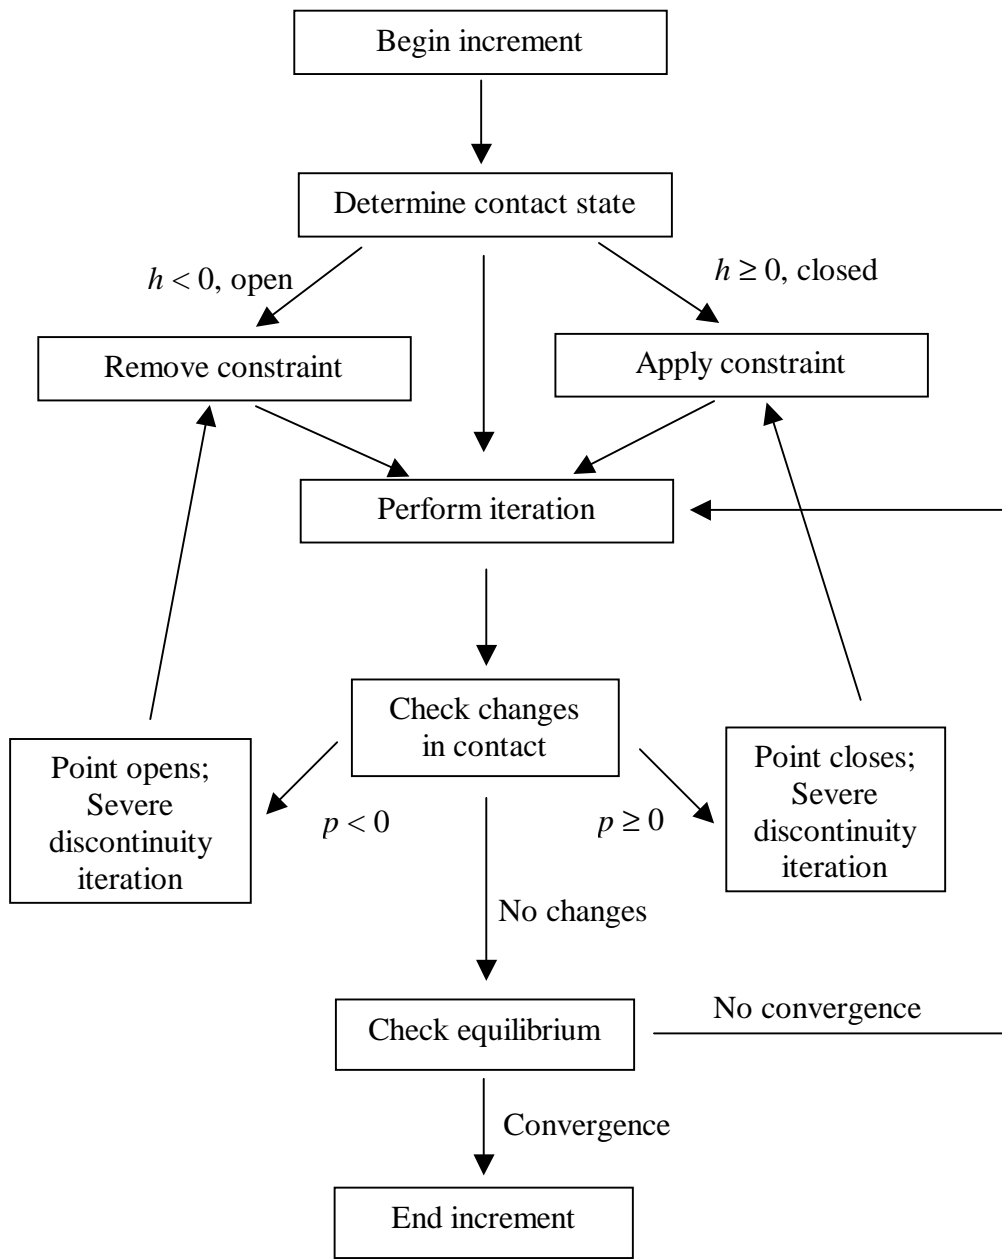 Begin increment
Determine contact state
h < 0, open
h ≥ 0, closed
Remove constraint
Apply constraint
Perform iteration
Check changes
in contact
Point opens;
Severe
discontinuity
iteration
p < 0
p ≥ 0
Point closes;
Severe
discontinuity
iteration
No changes
Check equilibrium
No convergence
Convergence
End increment